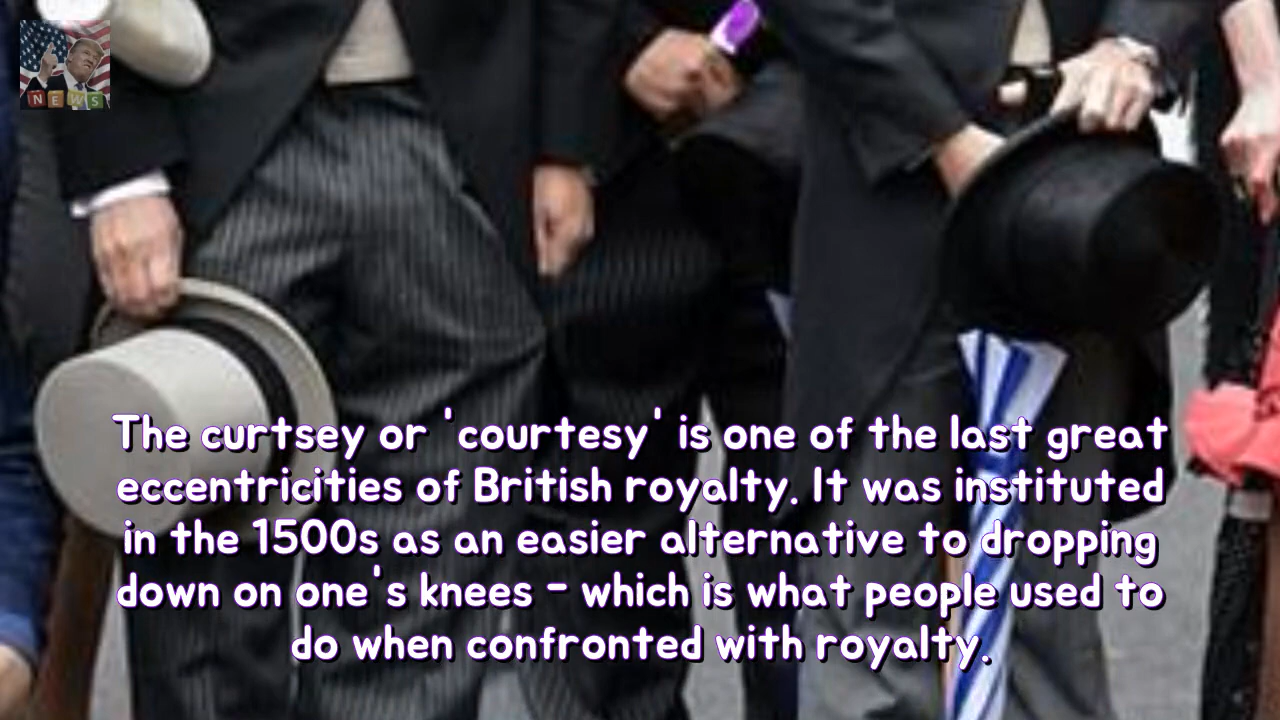 NEWS
The curtsey or 'courtesy' is one of the last great
eccentricities of British royalty. It was instituted
in the 1500s as an easier alternative to dropping
down on one's knees - which is what people used to
do when confronted with royalty.